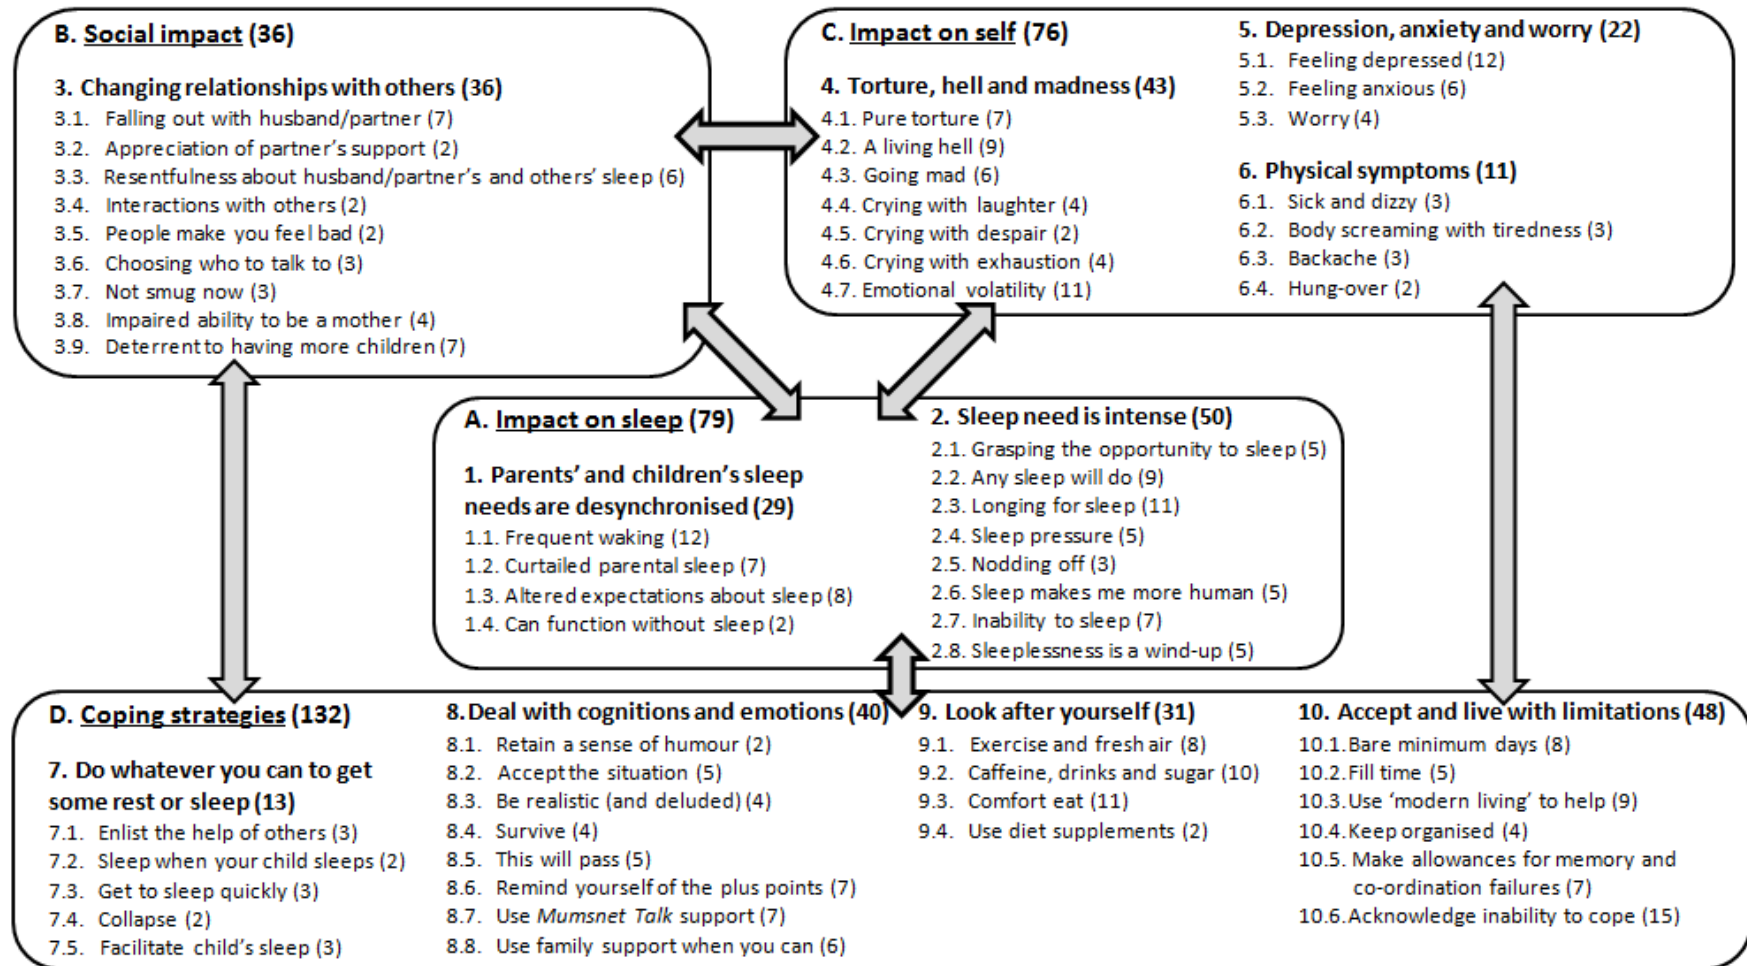 B. Social impact (36)
3. Changing relationships with others (36)
3.1. Falling out with husband/partner (7)
3.2. Appreciation of partner's support (2)
3.3. Resentfulness about husband/partner's and others' sleep (6)
3.4. Interactions with others (2)
3.5. People make you feel bad (2)
3.6. Choosing who to talk to (3)
3.7. Not smug now (3)
3.8. Impaired ability to be a mother (4)
3.9. Deterrent to having more children (7)
C. Impact on self (76)
4. Torture, hell and madness (43)
4.1. Pure torture (7)
4.2. A living hell (9)
4.3. Going mad (6)
4.4. Crying with laughter (4)
4.5. Crying with despair (2)
4.6. Crying with exhaustion (4)
4.7. Emotional volatility (11)
5. Depression, anxiety and worry (22)
5.1. Feeling depressed (12)
5.2. Feeling anxious (6)
5.3. Worry (4)
6. Physical symptoms (11)
6.1. Sick and dizzy (3)
6.2. Body screaming with tiredness (3)
6.3. Backache (3)
6.4. Hung-over (2)
A. Impact on sleep (79)
1. Parents' and children's sleep
needs are desynchronised (29)
1.1. Frequent waking (12)
1.2. Curtailed parental sleep (7)
1.3. Altered expectations about sleep (8)
1.4. Can function without sleep (2)
2. Sleep need is intense (50)
2.1. Grasping the opportunity to sleep (5)
2.2. Any sleep will do (9)
2.3. Longing for sleep (11)
2.4. Sleep pressure (5)
2.5. Nodding off (3)
2.6. Sleep makes me more human (5)
2.7. Inability to sleep (7)
2.8. Sleeplessness is a wind-up (5)
D. Coping strategies (132)
7. Do whatever you can to get
some rest or sleep (13)
7.1. Enlist the help of others (3)
7.2. Sleep when your child sleeps (2)
7.3. Get to sleep quickly (3)
7.4. Collapse (2)
7.5. Facilitate child's sleep (3)
8. Deal with cognitions and emotions (40)
8.1. Retain a sense of humour (2)
8.2. Accept the situation (5)
8.3. Be realistic (and deluded) (4)
8.4. Survive (4)
8.5. This will pass (5)
8.6. Remind yourself of the plus points (7)
8.7. Use Mumsnet Talk support (7)
8.8. Use family support when you can (6)
9. Look after yourself (31)
9.1. Exercise and fresh air (8)
9.2. Caffeine, drinks and sugar (10)
9.3. Comfort eat (11)
9.4. Use diet supplements (2)
10. Accept and live with limitations (48)
10.1. Bare minimum days (8)
10.2. Fill time (5)
10.3. Use 'modern living' to help (9)
10.4. Keep organised (4)
10.5. Make allowances for memory and
co-ordination failures (7)
10.6. Acknowledge inability to cope (15)